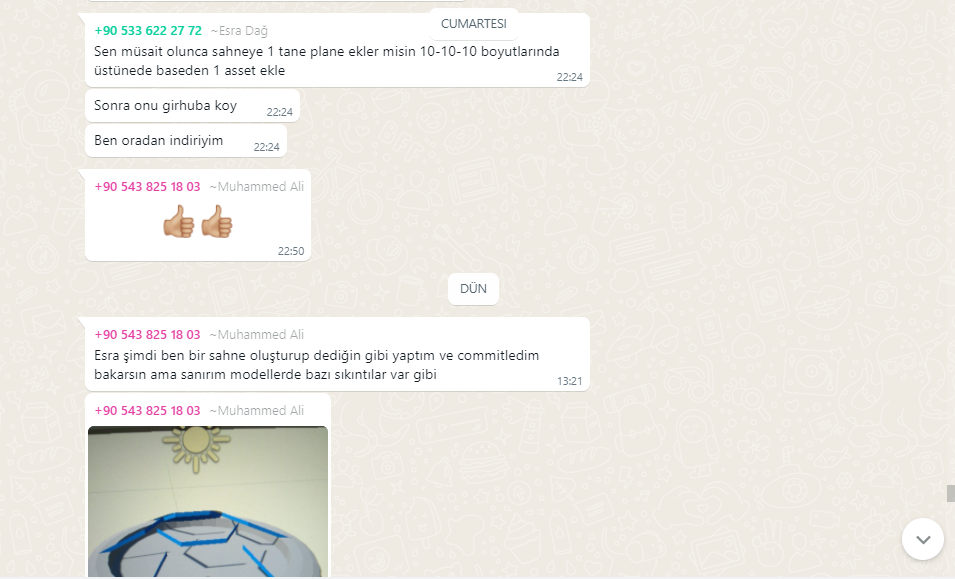 CUMARTESI
+90 533 622 27 72 ~Esra Dağ
Sen müsait olunca sahneye 1 tane plane ekler misin 10-10-10 boyutlarında
üstünede baseden 1 asset ekle
22:24
Sonra onu girhuba koy 22:24
Ben oradan indiriyim 22:24
+90 543 825 18 03 ~Muhammed Ali
👍🏼👍🏼
22:50
DÜN
+90 543 825 18 03 ~Muhammed Ali
Esra şimdi ben bir sahne oluşturup dediğin gibi yaptım ve commitledim
bakarsın ama sanırım modellerde bazı sıkıntılar var gibi
13:21
+90 543 825 18 03 ~Muhammed Ali